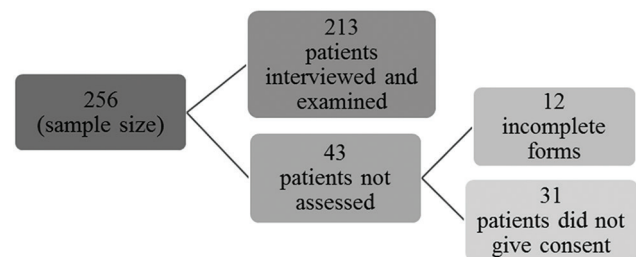 256
(sample size)
213
patients
interviewed and
examined
43
patients not
assessed
12
incomplete
forms
31
patients did not
give consent